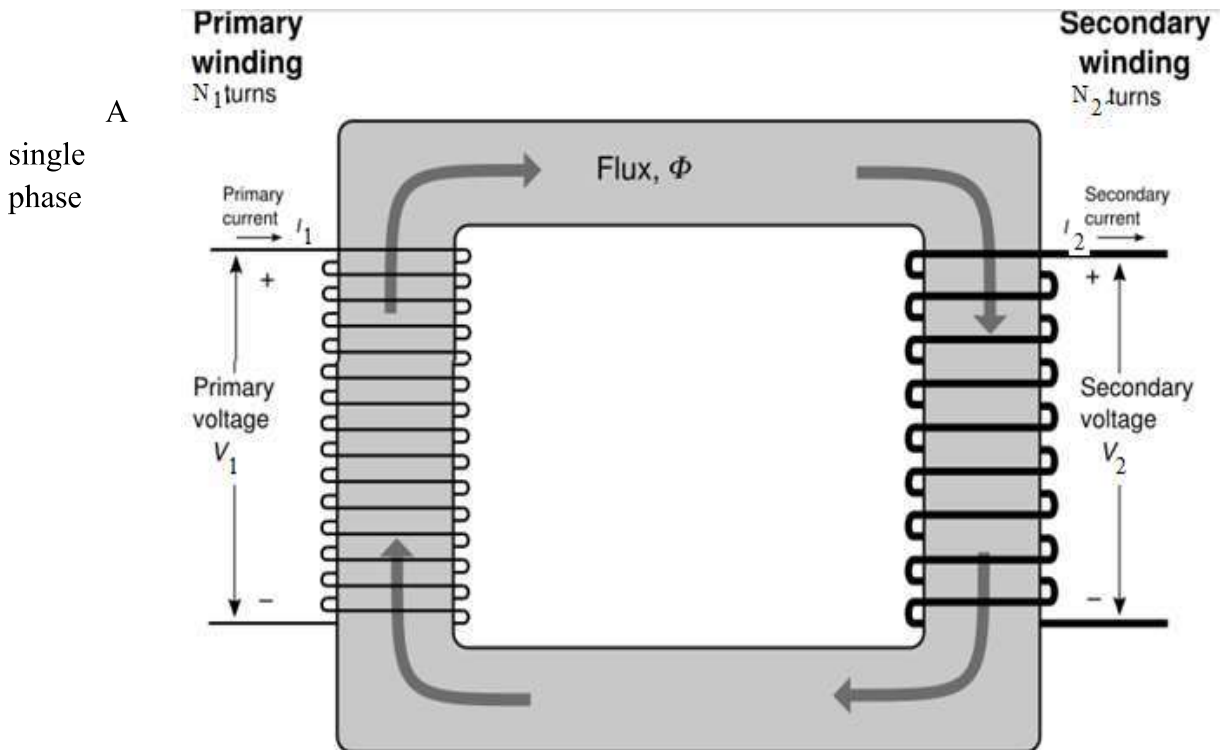 Primary
winding
N1 turns
Secondary
winding
N2 turns
A
single
phase
Flux, Φ
Primary
current
I1
Secondary
current
I2
+
+
Primary
voltage
V1
Secondary
voltage
V2
−
−